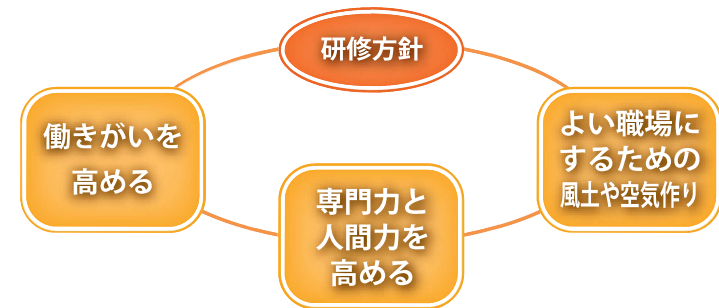 研修方針
働きがいを
高める
専門力と
人間力を
高める
よい職場に
するための
風土や空気作り